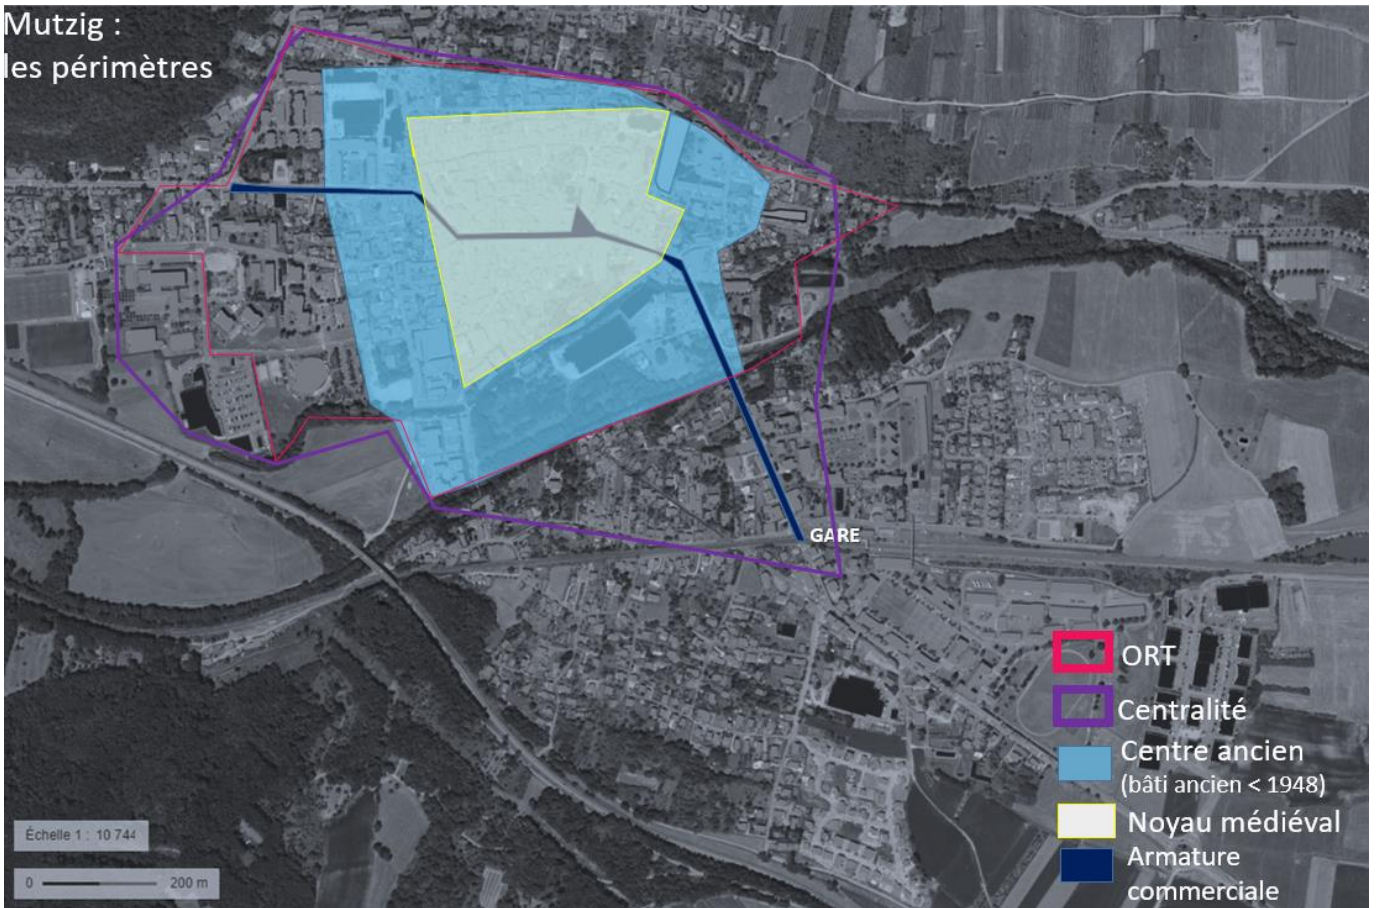 Mutzig :
les périmètres
GARE
ORT
Centralité
Centre ancien
(bâti ancien < 1948)
Noyau médiéval
Armature
commerciale
Échelle 1 : 10 744
0 200 m